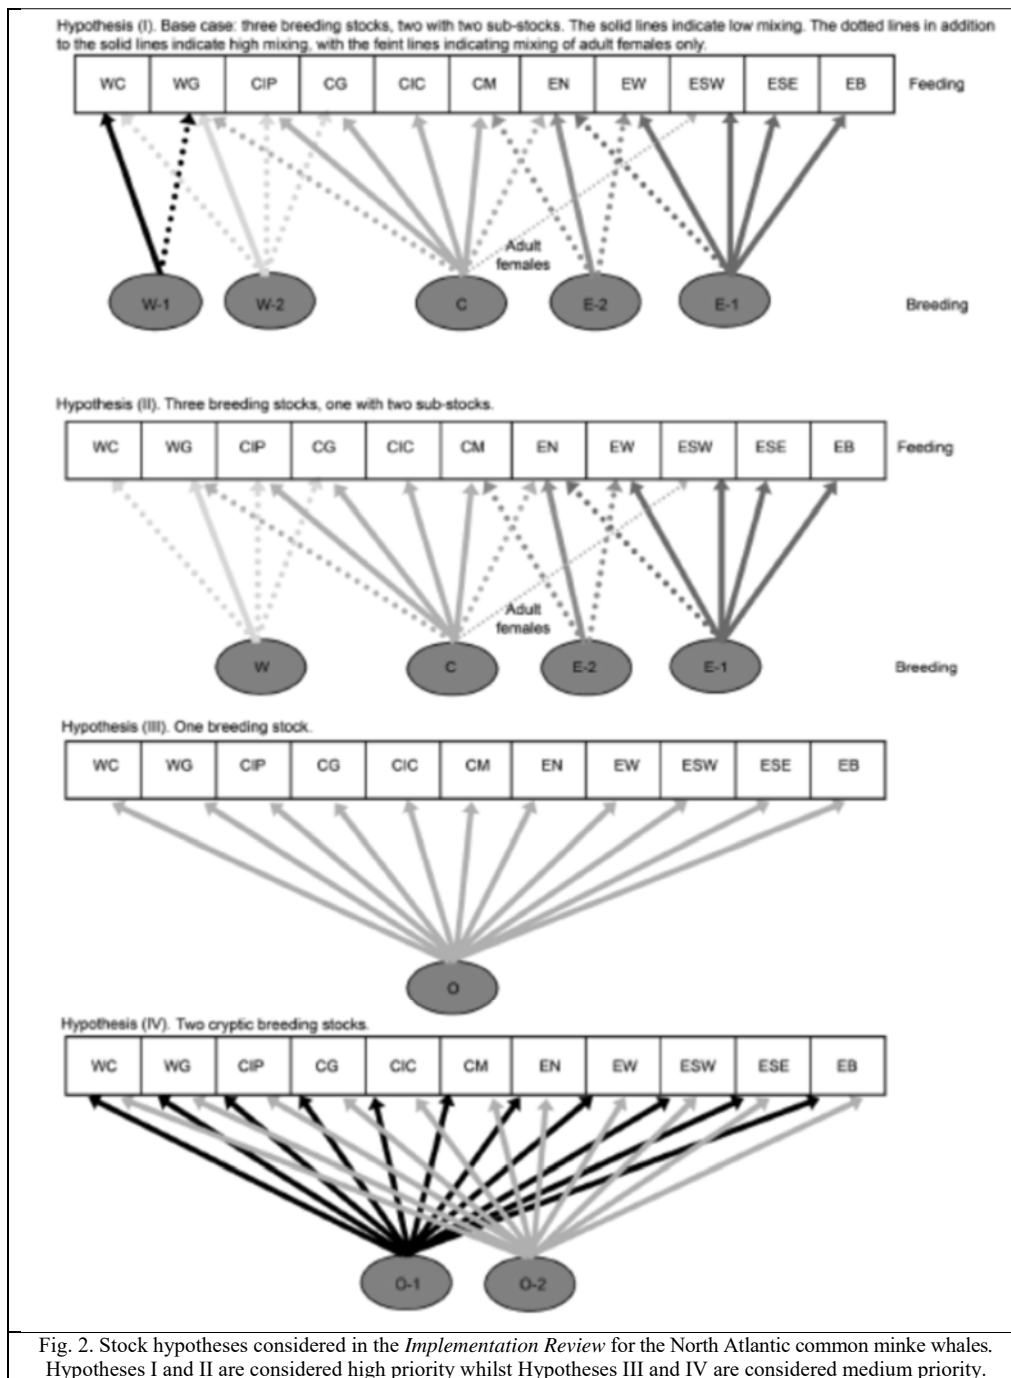 Hypothesis (I). Base case: three breeding stocks, two with two sub-stocks. The solid lines indicate low mixing. The dotted lines in addition
to the solid lines indicate high mixing, with the feint lines indicating mixing of adult females only.
WC WG CIP CG CIC CM EN EW ESW ESE EB Feeding
Adult
females
W-1 W-2 C E-2 E-1 Breeding
Hypothesis (II). Three breeding stocks, one with two sub-stocks.
WC WG CIP CG CIC CM EN EW ESW ESE EB Feeding
Adult
females
W C E-2 E-1 Breeding
Hypothesis (III). One breeding stock.
WC WG CIP CG CIC CM EN EW ESW ESE EB
O
Hypothesis (IV). Two cryptic breeding stocks.
WC WG CIP CG CIC CM EN EW ESW ESE EB
O-1 O-2
Fig. 2. Stock hypotheses considered in the Implementation Review for the North Atlantic common minke whales.
Hypotheses I and II are considered high priority whilst Hypotheses III and IV are considered medium priority.